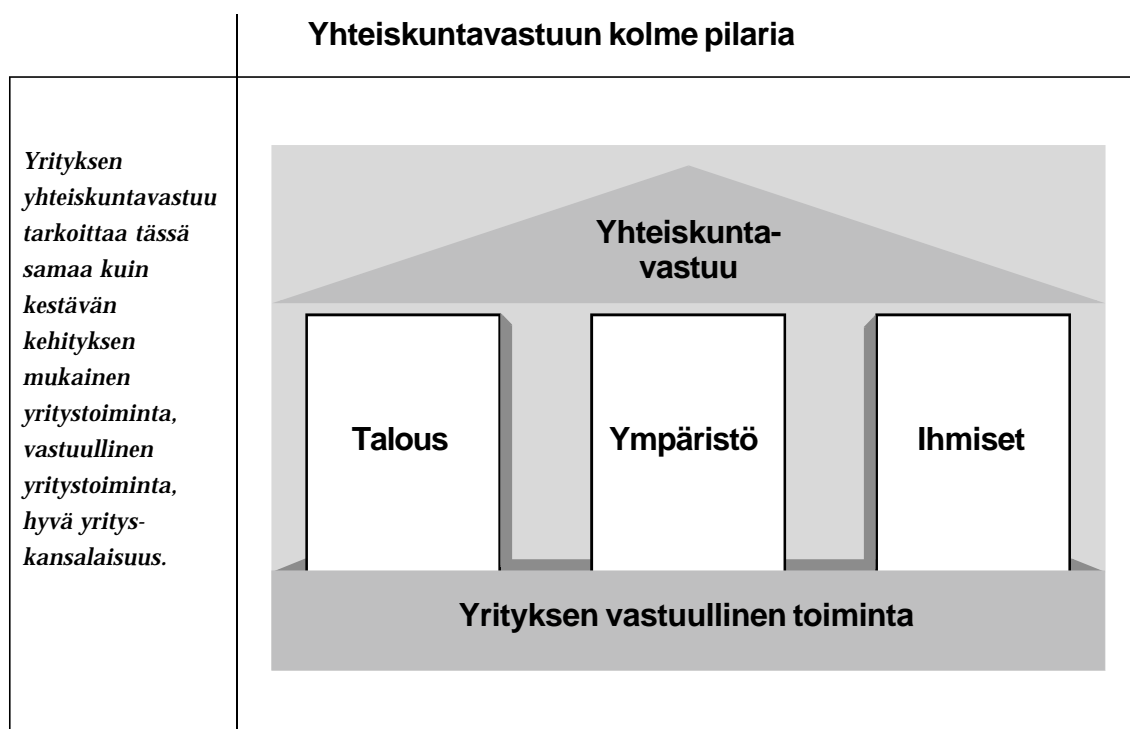 Yhteiskuntavastuun kolme pilaria
Yrityksen
yhteiskuntavastuu
tarkoittaa tässä
samaa kuin
kestävän
kehityksen
mukainen
yritystoiminta,
vastuullinen
yritystoiminta,
hyvä yritys-
kansalaisuus.
Yhteiskunta-
vastuu
Talous
Ympäristö
Ihmiset
Yrityksen vastuullinen toiminta